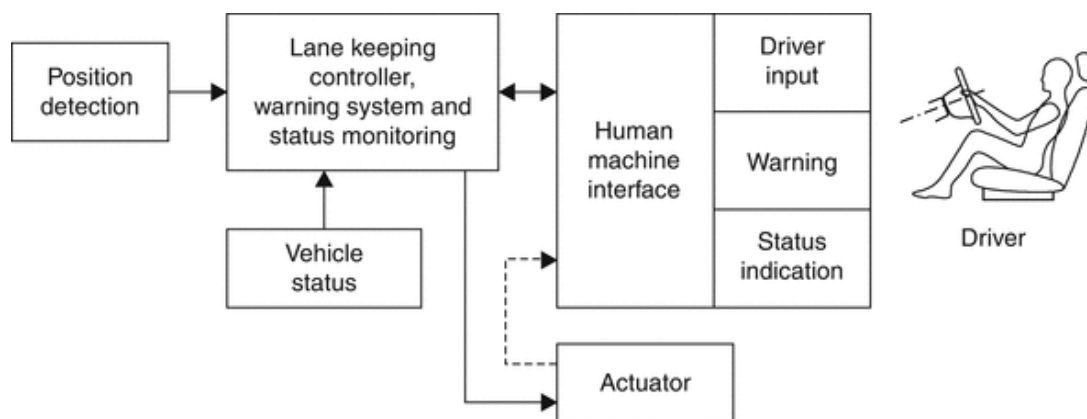 Position
detection
Lane keeping
controller,
warning system and
status monitoring
Vehicle
status
Human
machine
interface
Driver
input
Warning
Status
indication
Driver
Actuator